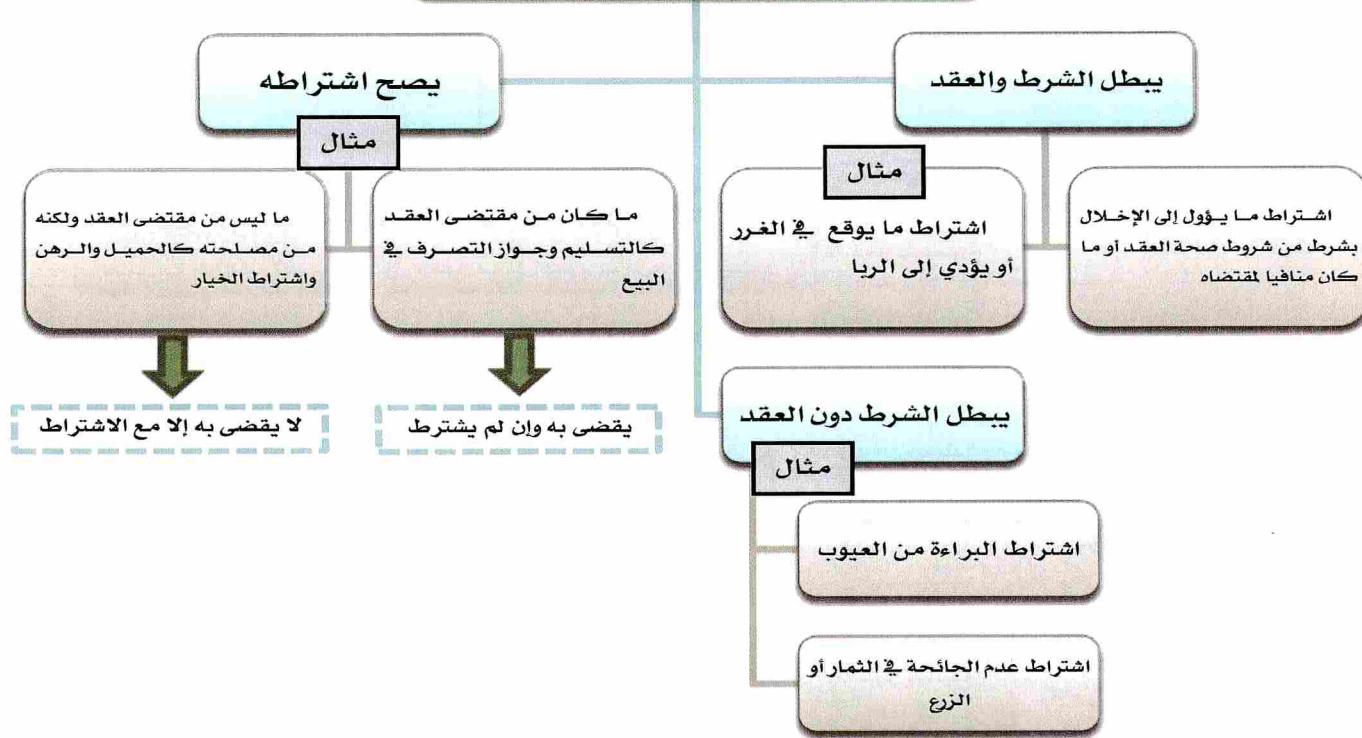 يبطل الشرط والعقد
مثال
اشتراط ما يؤول إلى الإخلال
بشرط من شروط صحة العقد أو ما
كان منافيا لمقتضاه
اشتراط ما يوقع في الغرر
أو يؤدي إلى الربا
يصح اشتراطه
مثال
ما كان من مقتضى العقد
كالتسليم وجواز التصرف في
البيع
يقضى به وإن لم يشترط
ما ليس من مقتضى العقد ولكنه
من مصلحته كالحميل والرهن
واشتراط الخيار
لا يقضى به إلا مع الاشتراط
يبطل الشرط دون العقد
مثال
اشتراط البراءة من العيوب
اشتراط عدم الجائحة في الثمار أو
الزرع